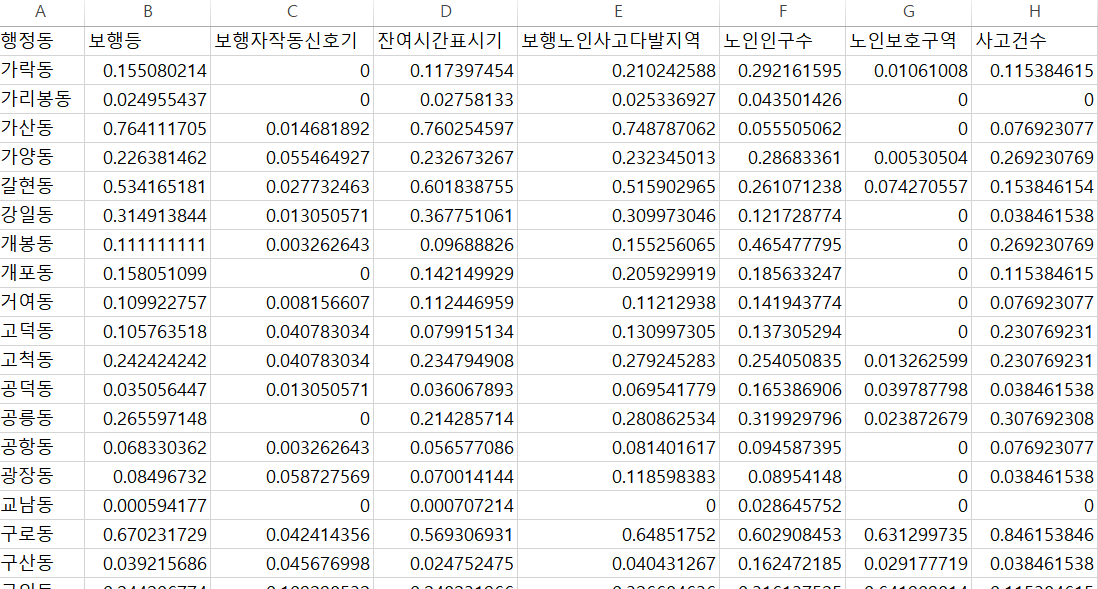 A B C D E F G H
행정동 보행등 보행자작동신호기 잔여시간표시기 보행노인사고다발지역 노인인구수 노인보호구역 사고건수
가락동 0.155080214 0 0.117397454 0.210242588 0.292161595 0.01061008 0.115384615
가리봉동 0.024955437 0 0.02758133 0.025336927 0.043501426 0 0
가산동 0.764111705 0.014681892 0.760254597 0.748787062 0.055505062 0 0.076923077
가양동 0.226381462 0.055464927 0.232673267 0.232345013 0.28683361 0.00530504 0.269230769
갈현동 0.534165181 0.027732463 0.601838755 0.515902965 0.261071238 0.074270557 0.153846154
강일동 0.314913844 0.013050571 0.367751061 0.309973046 0.121728774 0 0.038461538
개봉동 0.111111111 0.003262643 0.09688826 0.155256065 0.465477795 0 0.269230769
개포동 0.158051099 0 0.142149929 0.205929919 0.185633247 0 0.115384615
거여동 0.109922757 0.008156607 0.112446959 0.11212938 0.141943774 0 0.076923077
고덕동 0.105763518 0.040783034 0.079915134 0.130997305 0.137305294 0 0.230769231
고척동 0.242424242 0.040783034 0.234794908 0.279245283 0.254050835 0.013262599 0.230769231
공덕동 0.035056447 0.013050571 0.036067893 0.069541779 0.165386906 0.039787798 0.038461538
공릉동 0.265597148 0 0.214285714 0.280862534 0.319929796 0.023872679 0.307692308
공항동 0.068330362 0.003262643 0.056577086 0.081401617 0.094587395 0 0.076923077
광장동 0.08496732 0.058727569 0.070014144 0.118598383 0.08954148 0 0.038461538
교남동 0.000594177 0 0.000707214 0 0.028645752 0 0
구로동 0.670231729 0.042414356 0.569306931 0.64851752 0.602908453 0.631299735 0.846153846
구산동 0.039215686 0.045676998 0.024752475 0.040431267 0.162472185 0.029177719 0.038461538